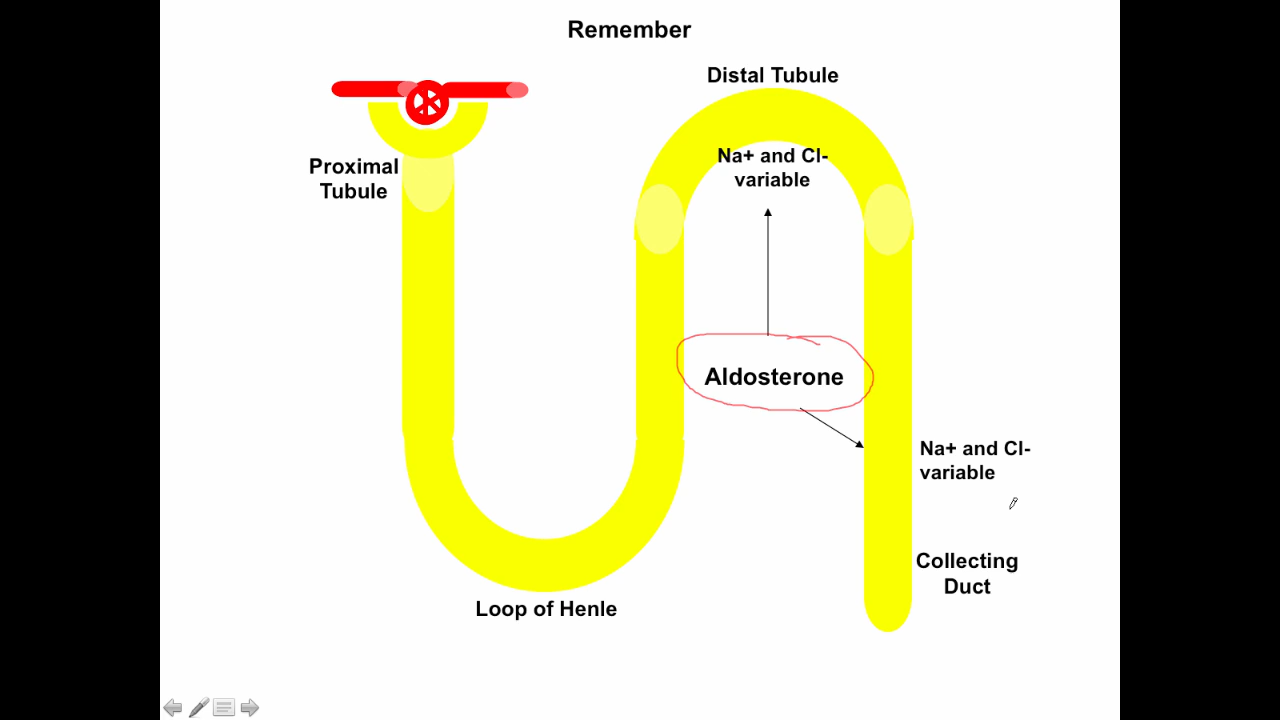 Remember
Distal Tubule
Na+ and Cl-
variable
Proximal
Tubule
Aldosterone
Na+ and Cl-
variable
Collecting
Duct
Loop of Henle